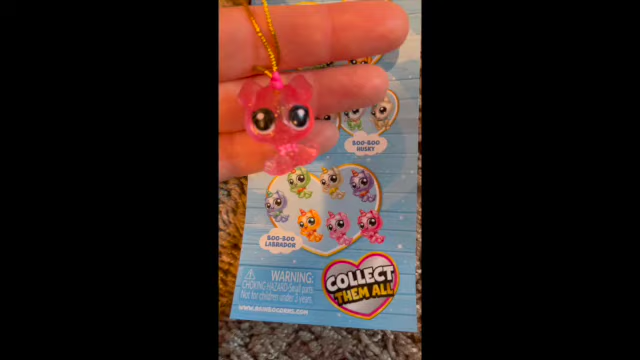 BOO-BOO
HUSKY
BOO-BOO
LABRADOR
WARNING:
CHOKING HAZARD-Small parts.
Not for children under 3 years.
COLLECT
THEM ALL!